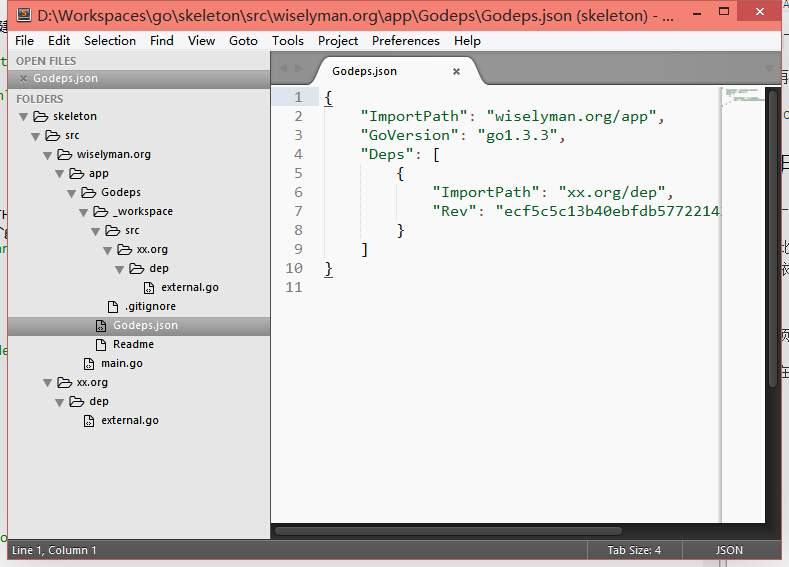 D:\Workspaces\go\skeleton\src\wiselyman.org\app\Godeps\Godeps.json (skeleton) - ...
File Edit Selection Find View Goto Tools Project Preferences Help
OPEN FILES
Godeps.json
FOLDERS
skeleton
src
wiselyman.org
app
Godeps
_workspace
src
xx.org
dep
external.go
.gitignore
Godeps.json
Readme
main.go
xx.org
dep
external.go
Godeps.json
1 {
2 "ImportPath": "wiselyman.org/app",
3 "GoVersion": "go1.3.3",
4 "Deps": [
5 {
6 "ImportPath": "xx.org/dep",
7 "Rev": "ecf5c5c13b40ebfdb5772214
8 }
9 ]
10 }
11
Line 1, Column 1
Tab Size: 4
JSON